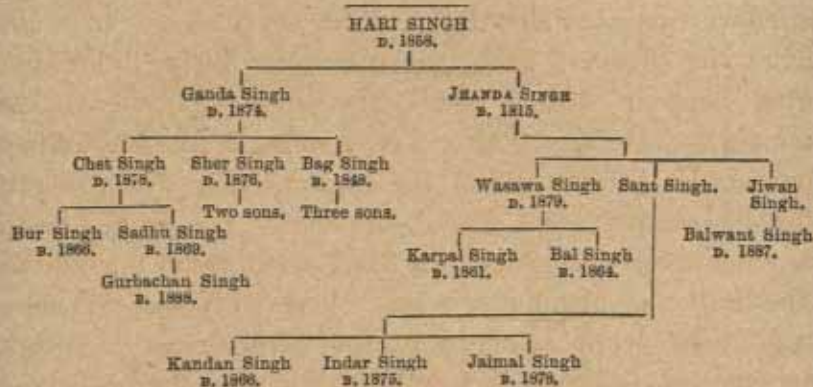 HARI SINGH
D. 1858.
Ganda Singh JHANDA SINGH
D. 1874. B. 1815.
Chet Singh Sher Singh Bag Singh
D. 1878. D. 1876. B. 1848.
Wasawa Singh Sant Singh. Jiwan
D. 1879. Singh.
Two sons. Three sons.
Bur Singh Sadhu Singh Balwant Singh
B. 1866. B. 1869. D. 1887.
Karpal Singh Bal Singh
B. 1861. B. 1864.
Gurbachan Singh
B. 1888.
Kandan Singh Indar Singh Jaimal Singh
B. 1866. B. 1875. B. 1878.